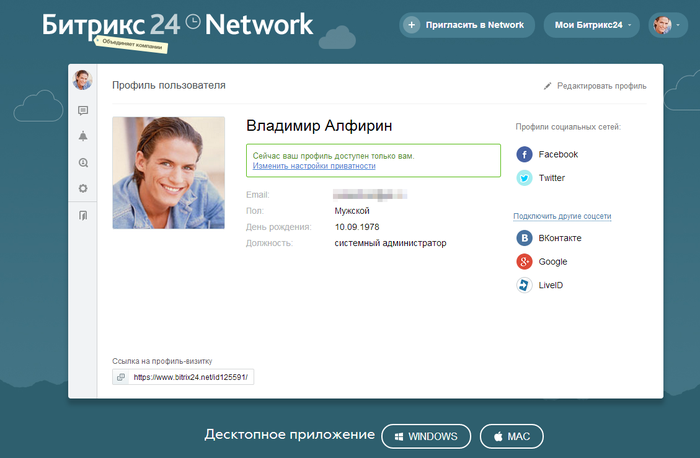 Битрикс 24 Network
Объединяет компании
Пригласить в Network
Мои Битрикс24
Профиль пользователя
Редактировать профиль
Владимир Алфирин
Сейчас ваш профиль доступен только вам.
Изменить настройки приватности
Email:
Пол: Мужской
День рождения: 10.09.1978
Должность: системный администратор
Профили социальных сетей:
Facebook
Twitter
Подключить другие соцсети
ВКонтакте
Google
LiveID
Ссылка на профиль-визитку
https://www.bitrix24.net/id125591/
Десктопное приложение WINDOWS MAC